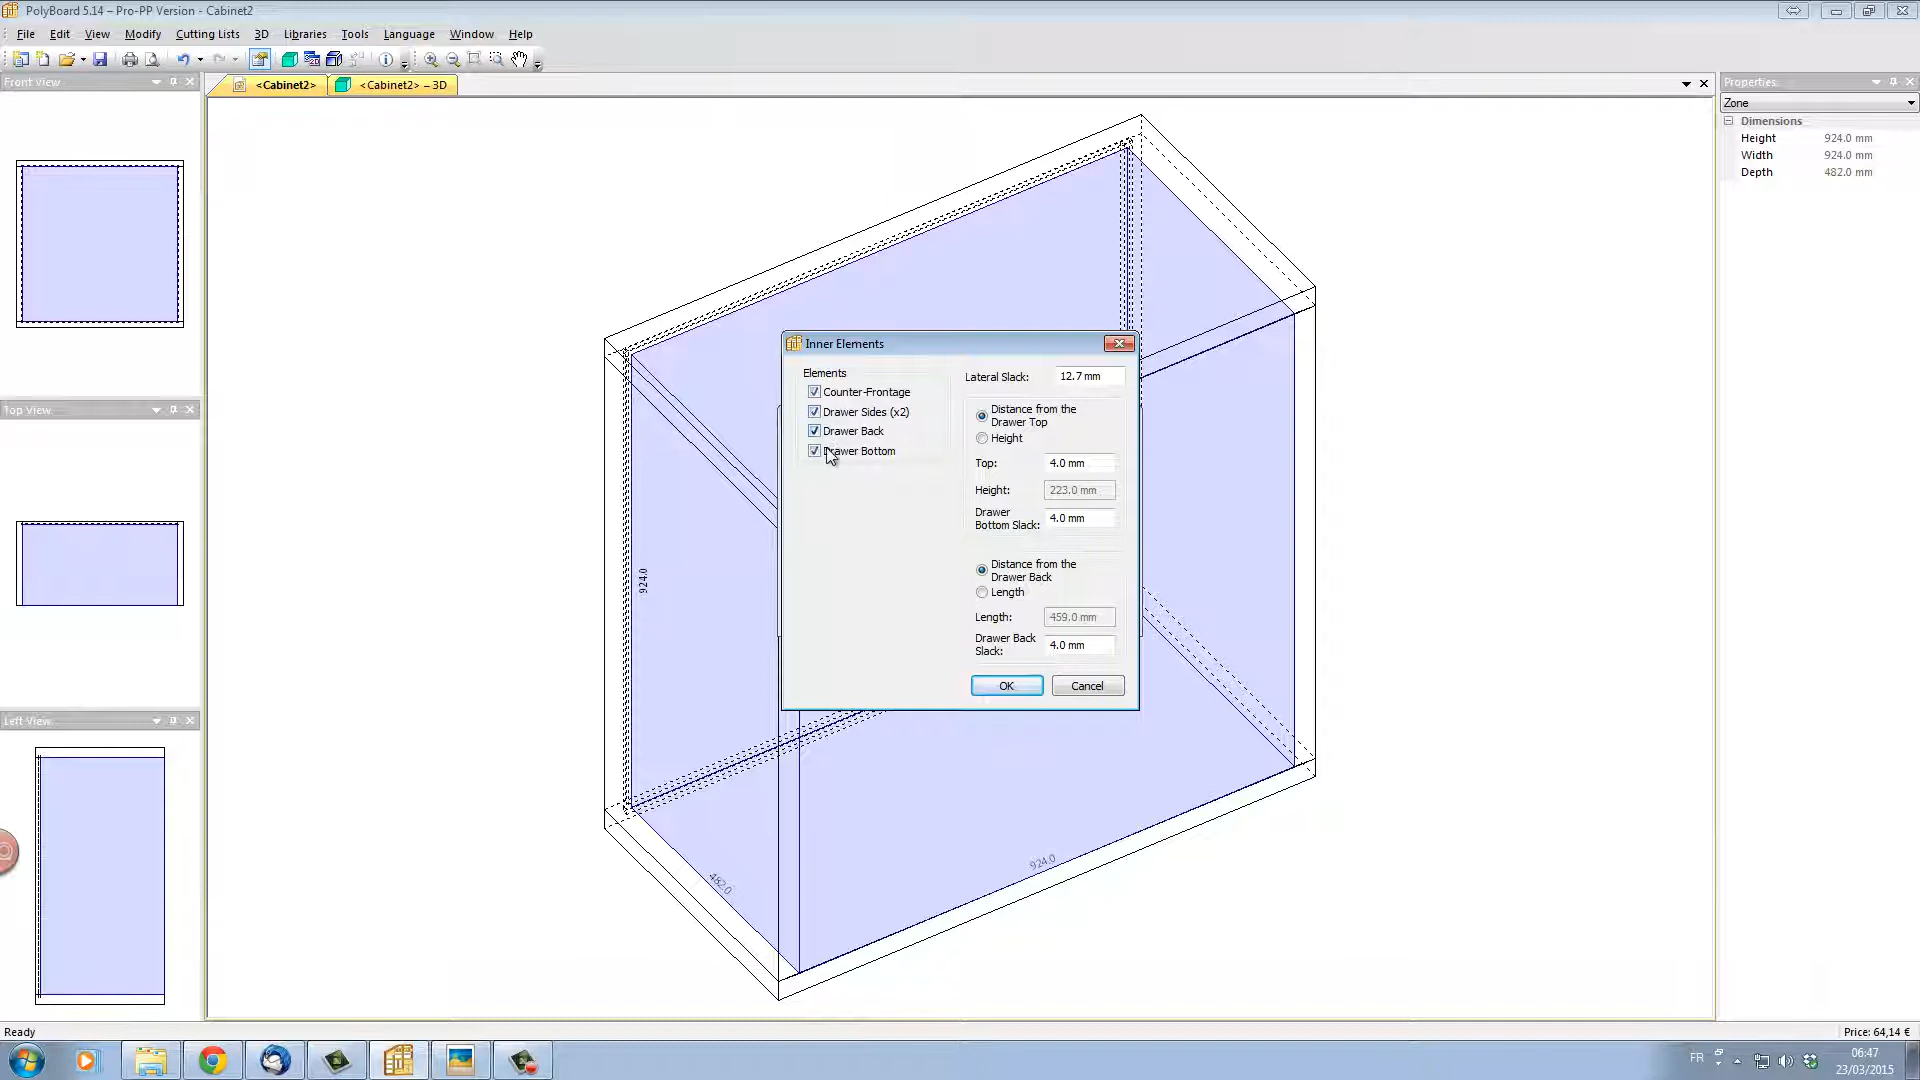 PolyBoard 5.14 – Pro-PP Version - Cabinet2
File Edit View Modify Cutting Lists 3D Libraries Tools Language Window Help
Front View
<Cabinet2>
<Cabinet2> – 3D
Properties
Zone
Dimensions
Height 924.0 mm
Width 924.0 mm
Depth 482.0 mm
Top View
Left View
924.0
924.0
482.0
Inner Elements
Elements
Counter-Frontage
Drawer Sides (x2)
Drawer Back
Drawer Bottom
Lateral Slack: 12.7 mm
Distance from the
Drawer Top
Height
Top: 4.0 mm
Height: 223.0 mm
Drawer
Bottom Slack: 4.0 mm
Distance from the
Drawer Back
Length
Length: 459.0 mm
Drawer Back
Slack: 4.0 mm
OK Cancel
Ready
Price: 64,14 €
FR
06:47
23/03/2015